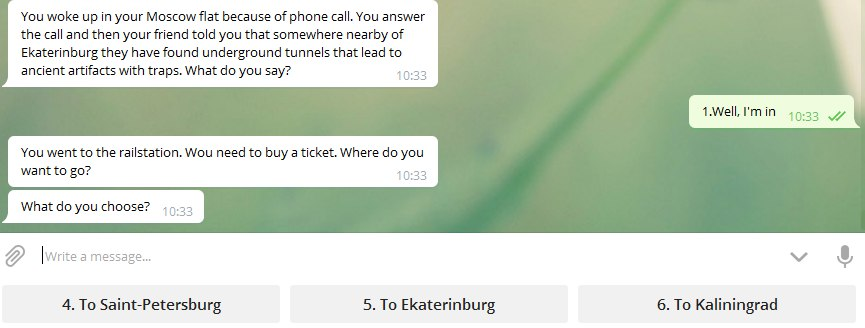 You woke up in your Moscow flat because of phone call. You answer
the call and then your friend told you that somewhere nearby of
Ekaterinburg they have found underground tunnels that lead to
ancient artifacts with traps. What do you say?
10:33
1.Well, I'm in 10:33
You went to the railstation. Wou need to buy a ticket. Where do you
want to go?
10:33
What do you choose? 10:33
Write a message...
4. To Saint-Petersburg
5. To Ekaterinburg
6. To Kaliningrad